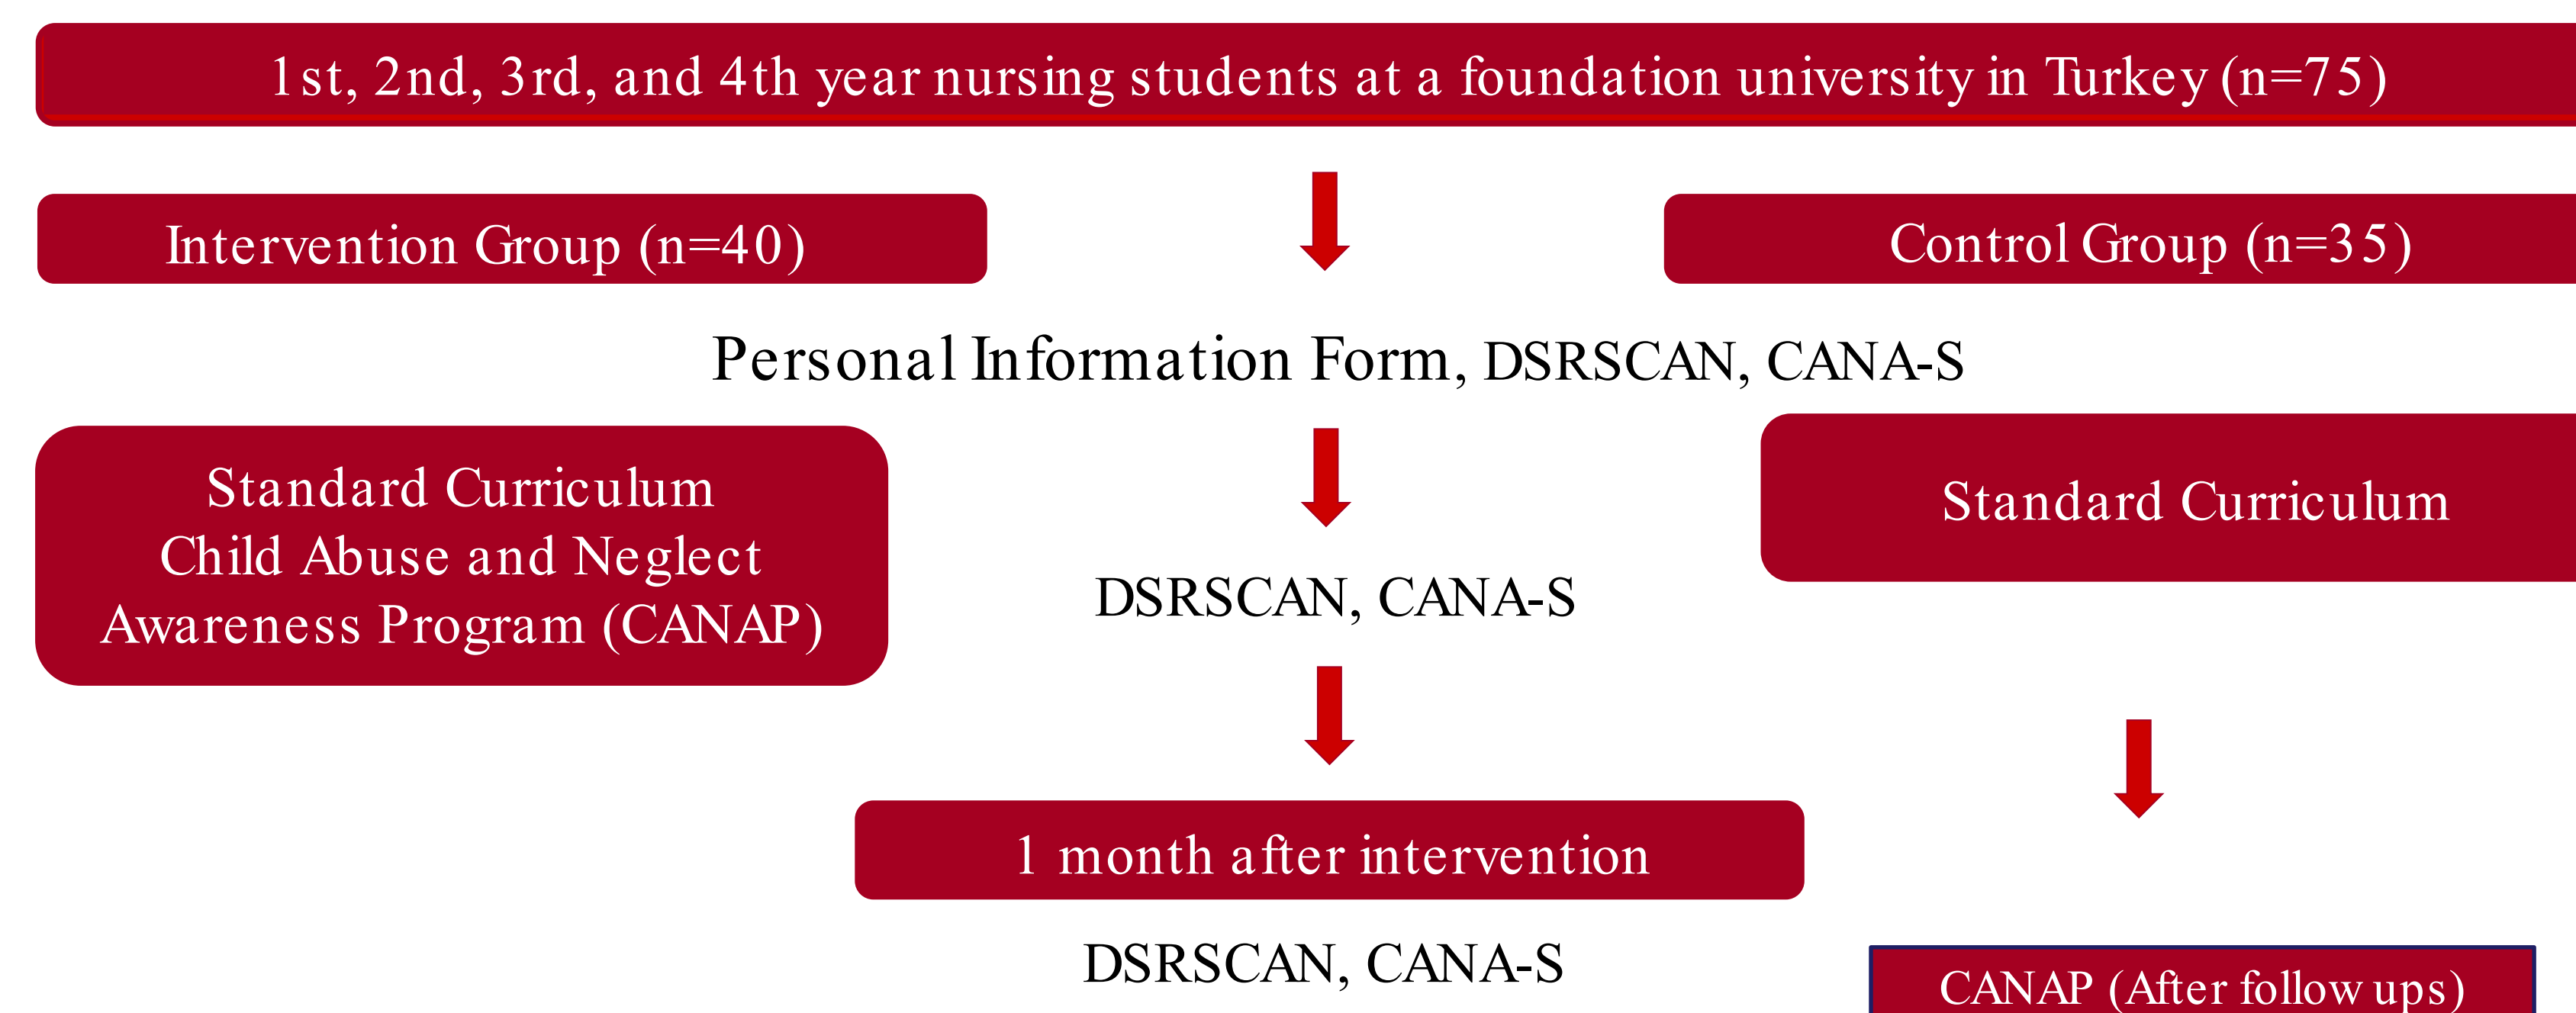 1st, 2nd, 3rd, and 4th year nursing students at a foundation university in Turkey (n=75)
Intervention Group (n=40)
Control Group (n=35)
Personal Information Form, DSRSCAN, CANA-S
Standard Curriculum
Child Abuse and Neglect
Awareness Program (CANAP)
Standard Curriculum
DSRSCAN, CANA-S
1 month after intervention
DSRSCAN, CANA-S
CANAP (After follow ups)